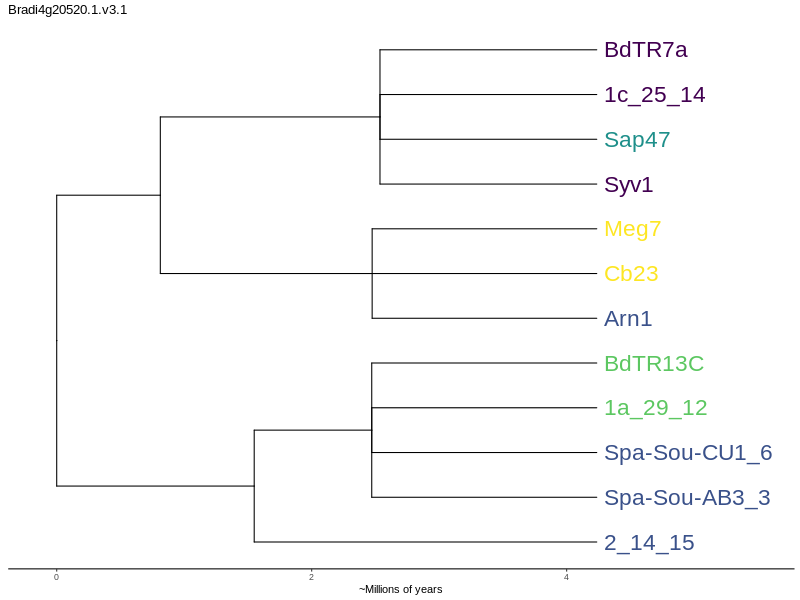 Bradi4g20520.1.v3.1
BdTR7a
1c_25_14
Sap47
Syv1
Meg7
Cb23
Arn1
BdTR13C
1a_29_12
Spa-Sou-CU1_6
Spa-Sou-AB3_3
2_14_15
0 2 4
~Millions of years